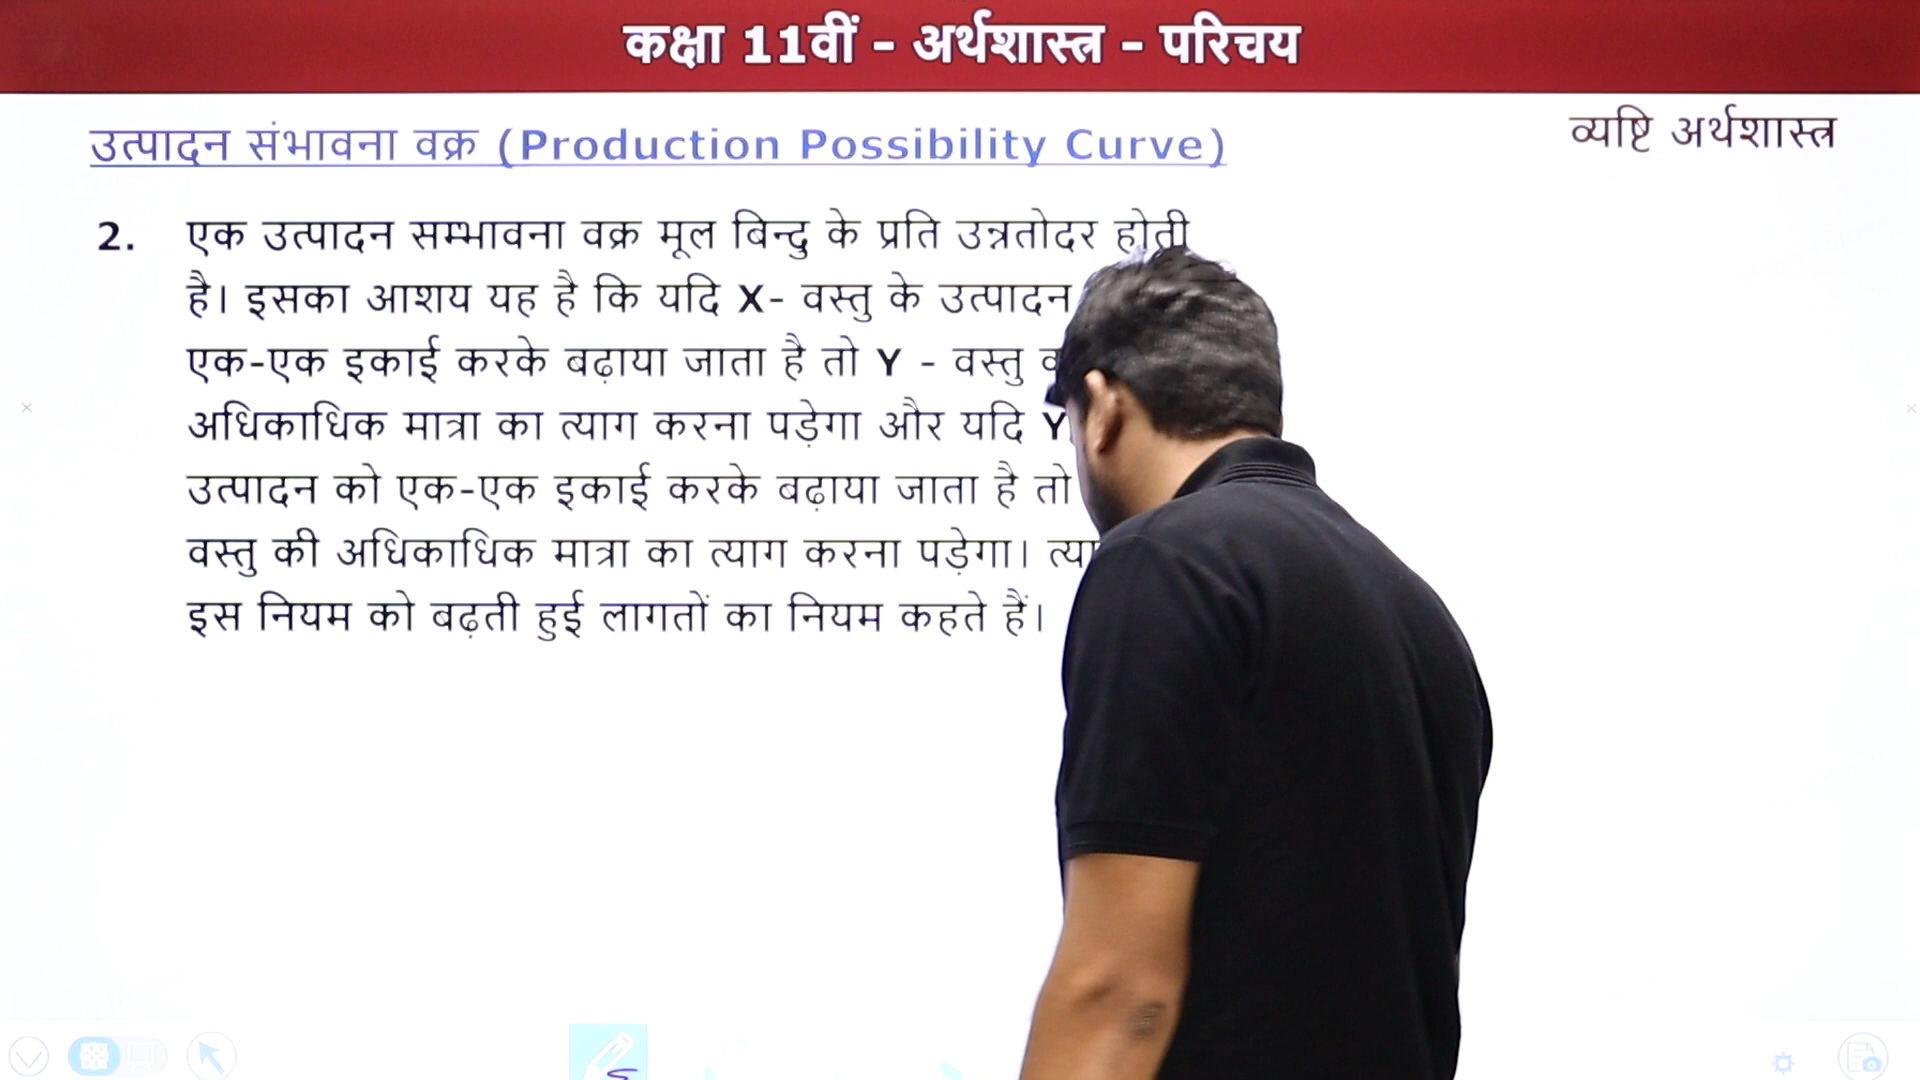 कक्षा 11वीं - अर्थशास्त्र - परिचय
उत्पादन संभावना वक्र (Production Possibility Curve)
व्यष्टि अर्थशास्त्र
2. एक उत्पादन सम्भावना वक्र मूल बिन्दु के प्रति उन्नतोदर होती
है। इसका आशय यह है कि यदि X- वस्तु के उत्पादन
एक-एक इकाई करके बढ़ाया जाता है तो Y - वस्तु
अधिकाधिक मात्रा का त्याग करना पड़ेगा और यदि Y
उत्पादन को एक-एक इकाई करके बढ़ाया जाता है तो
वस्तु की अधिकाधिक मात्रा का त्याग करना पड़ेगा।
इस नियम को बढ़ती हुई लागतों का नियम कहते हैं।